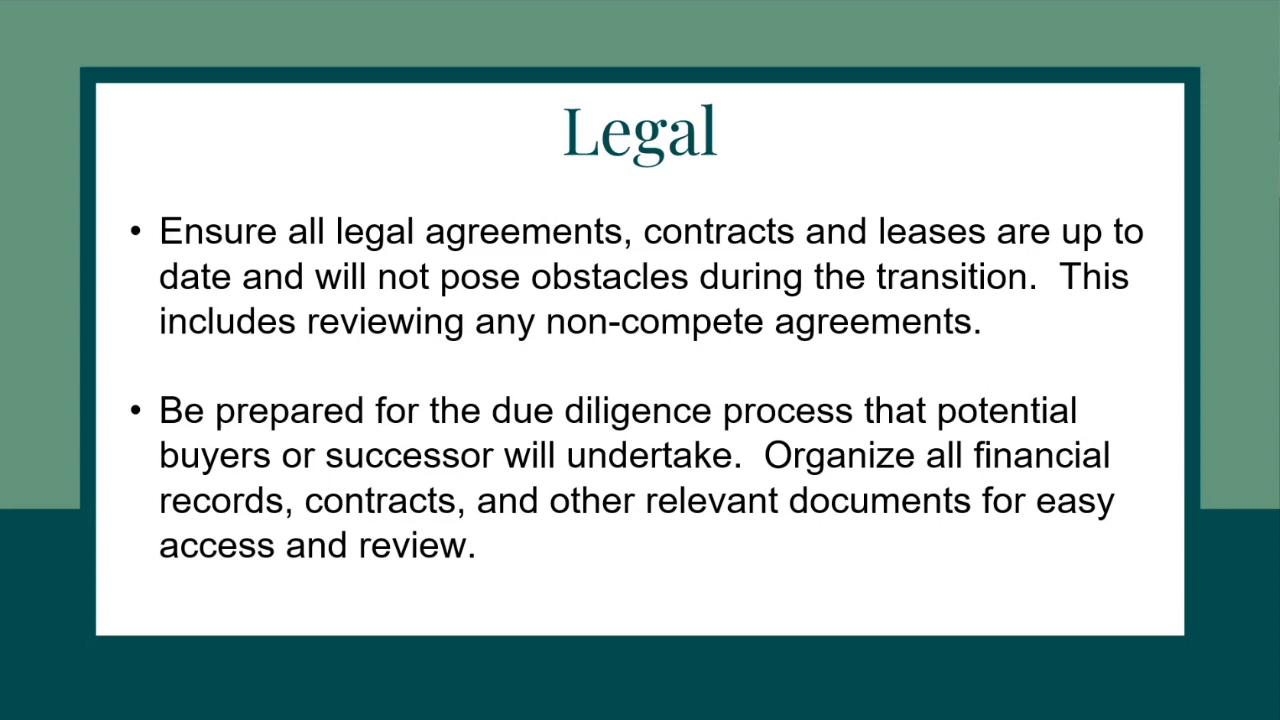 Legal
• Ensure all legal agreements, contracts and leases are up to
date and will not pose obstacles during the transition.  This
includes reviewing any non-compete agreements.
• Be prepared for the due diligence process that potential
buyers or successor will undertake.  Organize all financial
records, contracts, and other relevant documents for easy
access and review.